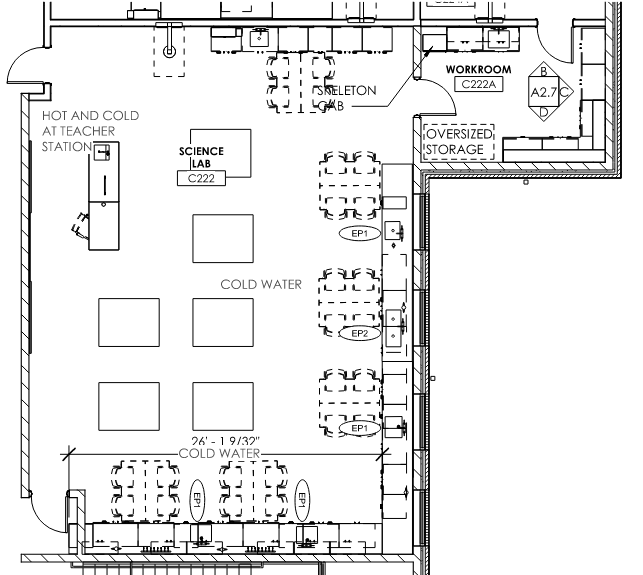 SKELETON
CAB
WORKROOM
C222A
B
A2.7
C
D
HOT AND COLD
AT TEACHER
STATION
OVERSIZED
STORAGE
SCIENCE
LAB
C222
EP1
COLD WATER
EP2
EP1
26' - 1 9/32"
COLD WATER
EP1
EP1